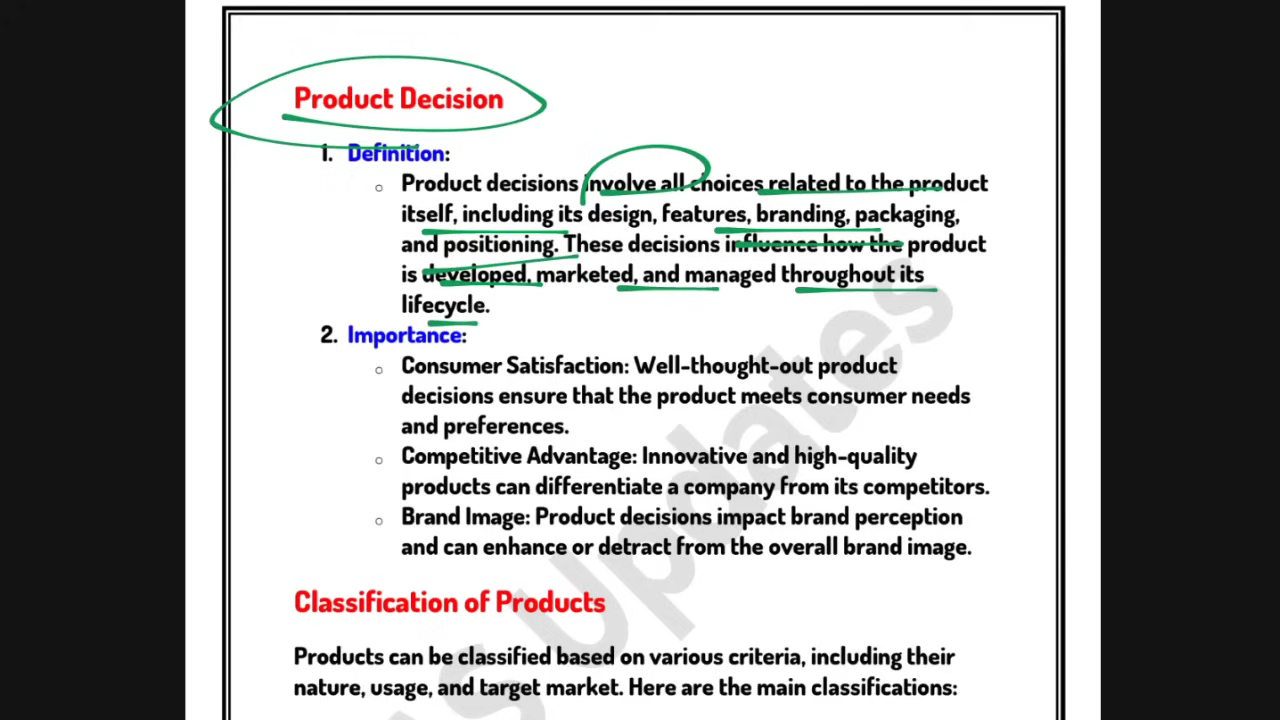 Product Decision
1. Definition:
○ Product decisions involve all choices related to the product
itself, including its design, features, branding, packaging,
and positioning. These decisions influence how the product
is developed, marketed, and managed throughout its
lifecycle.
2. Importance:
○ Consumer Satisfaction: Well-thought-out product
decisions ensure that the product meets consumer needs
and preferences.
○ Competitive Advantage: Innovative and high-quality
products can differentiate a company from its competitors.
○ Brand Image: Product decisions impact brand perception
and can enhance or detract from the overall brand image.
Classification of Products
Products can be classified based on various criteria, including their
nature, usage, and target market. Here are the main classifications:
Updates